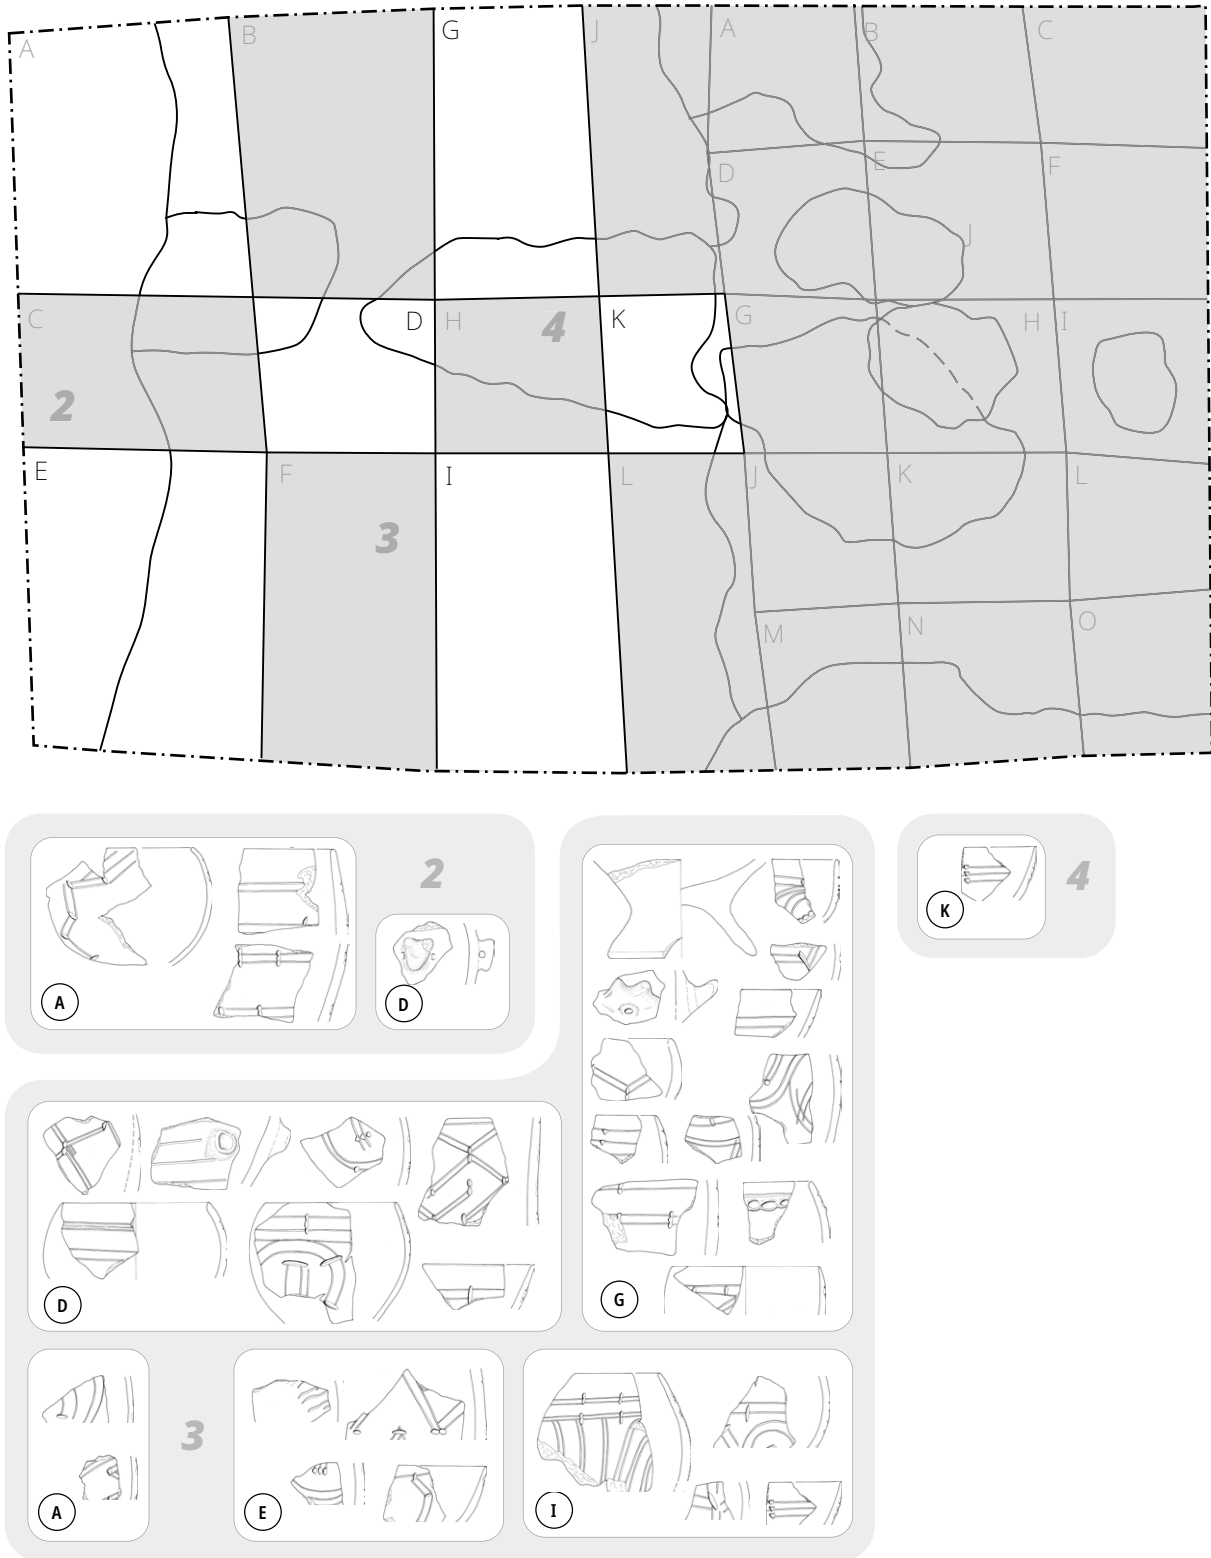 A B G J A B C
D E F
J
C D H 4 K G H I
2
E F I L J K L
3
M N O
2
4
K
A D
D G
3
A E I